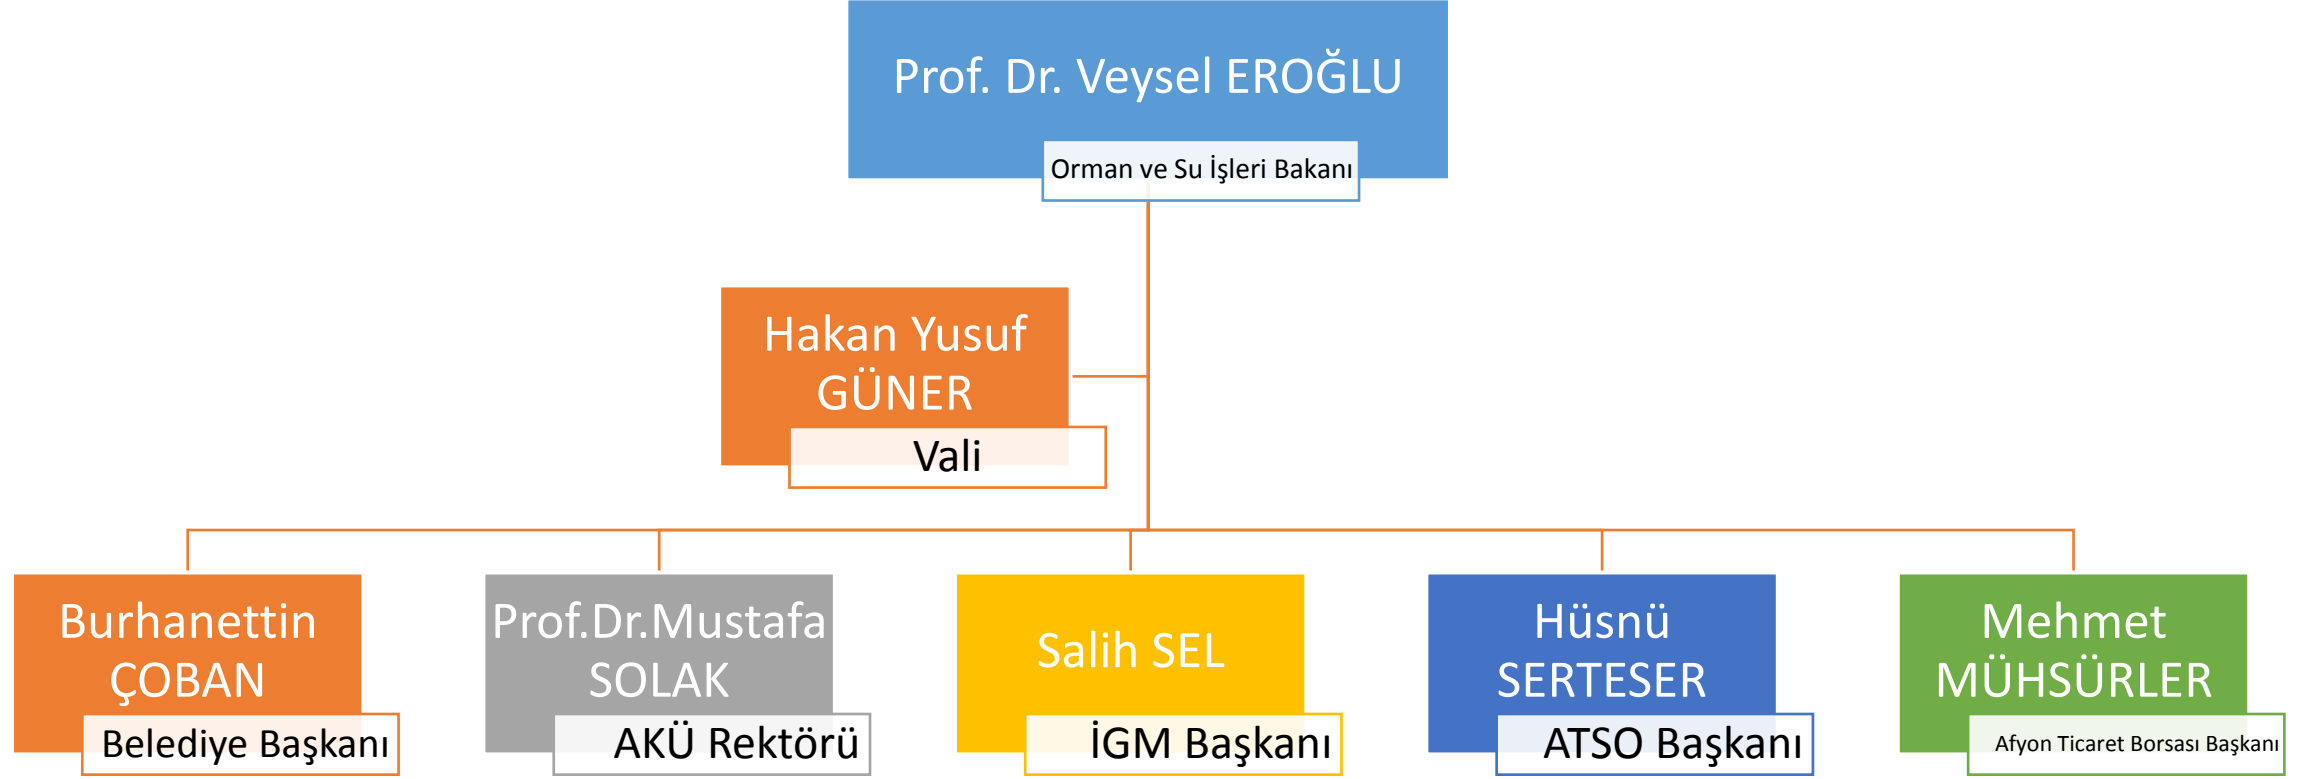 Prof. Dr. Veysel EROĞLU
Orman ve Su İşleri Bakanı
Hakan Yusuf
GÜNER
Vali
Burhanettin
ÇOBAN
Belediye Başkanı
Prof.Dr.Mustafa
SOLAK
AKÜ Rektörü
Salih SEL
İGM Başkanı
Hüsnü
SERTESER
ATSO Başkanı
Mehmet
MÜHSÜRLER
Afyon Ticaret Borsası Başkanı